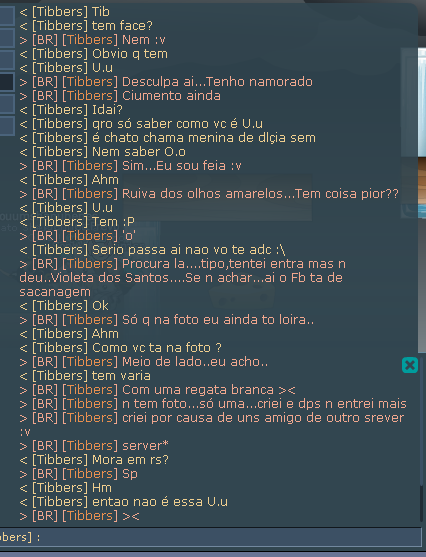 < [Tibbers] Tib
< [Tibbers] tem face?
> [BR] [Tibbers] Nem :v
< [Tibbers] Obvio q tem
< [Tibbers] U.u
> [BR] [Tibbers] Desculpa ai...Tenho namorado
> [BR] [Tibbers] Ciumento ainda
< [Tibbers] Idai?
< [Tibbers] qro só saber como vc é U.u
< [Tibbers] é chato chama menina de dlçia sem
< [Tibbers] Nem saber O.o
> [BR] [Tibbers] Sim...Eu sou feia :v
< [Tibbers] Ahm
> [BR] [Tibbers] Ruiva dos olhos amarelos...Tem coisa pior??
< [Tibbers] U.u
< [Tibbers] Tem :P
> [BR] [Tibbers] 'o'
< [Tibbers] Serio passa ai nao vo te adc :\
> [BR] [Tibbers] Procura la....tipo,tentei entra mas n
deu..Violeta dos Santos....Se n achar...ai o Fb ta de
sacanagem
< [Tibbers] Ok
> [BR] [Tibbers] Só q na foto eu ainda to loira..
< [Tibbers] Ahm
< [Tibbers] Como vc ta na foto ?
> [BR] [Tibbers] Meio de lado..eu acho..
< [Tibbers] tem varia
> [BR] [Tibbers] Com uma regata branca ><
> [BR] [Tibbers] n tem foto...só uma...criei e dps n entrei mais
> [BR] [Tibbers] criei por causa de uns amigo de outro srever
:v
> [BR] [Tibbers] server*
< [Tibbers] Mora em rs?
> [BR] [Tibbers] Sp
< [Tibbers] Hm
< [Tibbers] entao nao é essa U.u
> [BR] [Tibbers] ><
bers] :